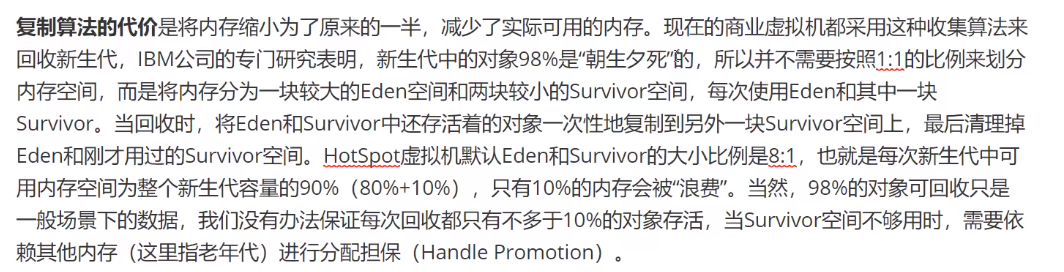 复制算法的代价是将内存缩小为了原来的一半，减少了实际可用的内存。现在的商业虚拟机都采用这种收集算法来
回收新生代，IBM公司的专门研究表明，新生代中的对象98%是“朝生夕死”的，所以并不需要按照1:1的比例来划分
内存空间，而是将内存分为一块较大的Eden空间和两块较小的Survivor空间，每次使用Eden和其中一块
Survivor。当回收时，将Eden和Survivor中还存活着的对象一次性地复制到另外一块Survivor空间上，最后清理掉
Eden和刚才用过的Survivor空间。HotSpot虚拟机默认Eden和Survivor的大小比例是8:1，也就是每次新生代中可
用内存空间为整个新生代容量的90%（80%+10%），只有10%的内存会被“浪费”。当然，98%的对象可回收只是
一般场景下的数据，我们没有办法保证每次回收都只有不多于10%的对象存活，当Survivor空间不够用时，需要依
赖其他内存（这里指老年代）进行分配担保（Handle Promotion）。